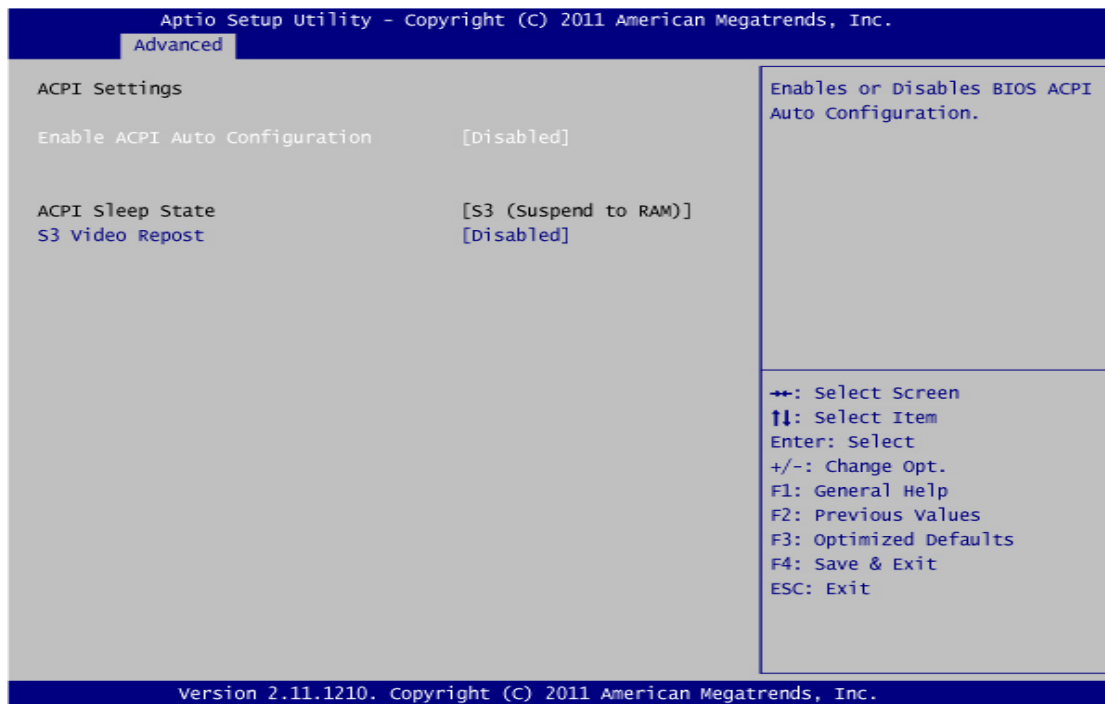 Aptio Setup Utility - Copyright (C) 2011 American Megatrends, Inc.
Advanced
ACPI Settings
Enable ACPI Auto Configuration [Disabled]
ACPI Sleep State [S3 (Suspend to RAM)]
S3 Video Repost [Disabled]
Enables or Disables BIOS ACPI
Auto Configuration.
→←: Select Screen
↑↓: Select Item
Enter: Select
+/-: Change Opt.
F1: General Help
F2: Previous Values
F3: Optimized Defaults
F4: Save & Exit
ESC: Exit
Version 2.11.1210. Copyright (C) 2011 American Megatrends, Inc.